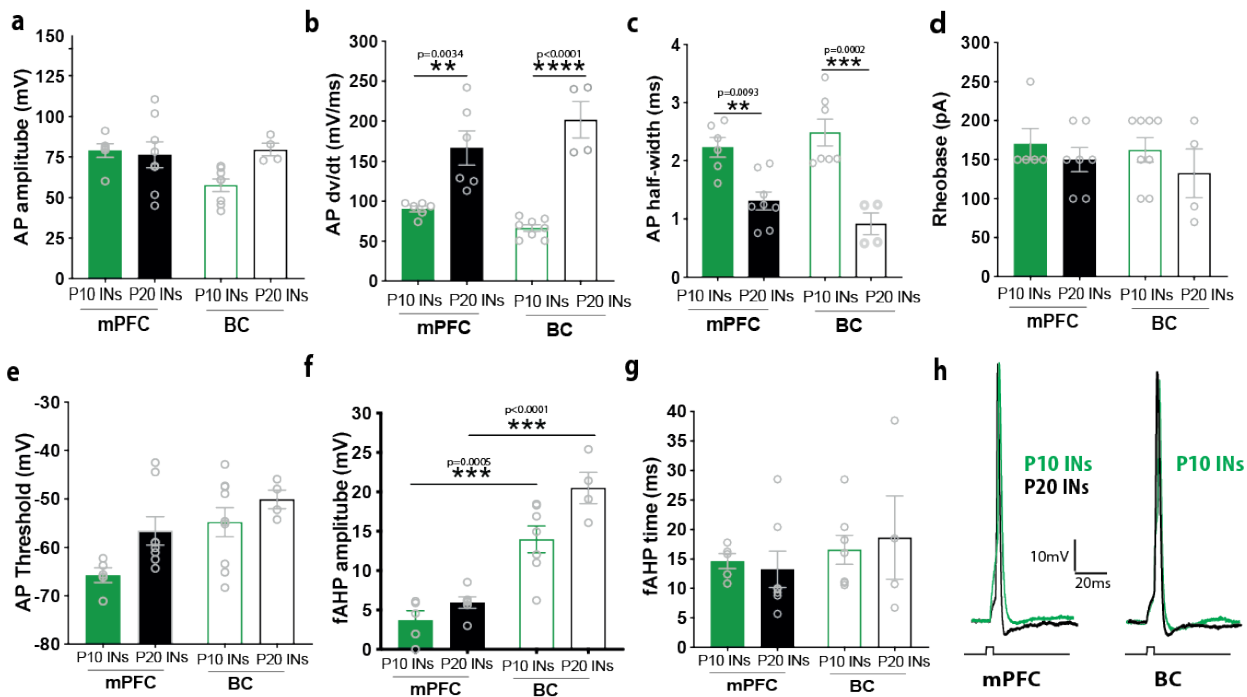 a
AP amplitube (mV)
150
100
75
50
25
0
P10 INs P20 INs P10 INs P20 INs
mPFC BC
b
AP dv/dt (mV/ms)
300
250
200
150
100
50
0
p=0.0034
**
p<0.0001
****
P10 INs P20 INs P10 INs P20 INs
mPFC BC
c
AP half-width (ms)
4
3
2
1
0
p=0.0093
**
p=0.0002
***
P10 INs P20 INs P10 INs P20 INs
mPFC BC
d
Rheobase (pA)
300
250
200
150
100
50
0
P10 INs P20 INs P10 INs P20 INs
mPFC BC
e
AP Threshold (mV)
-30
-40
-50
-60
-70
-80
P10 INs P20 INs P10 INs P20 INs
mPFC BC
f
fAHP amplitube (mV)
30
25
20
15
10
5
0
p<0.0001
***
p=0.0005
***
P10 INs P20 INs P10 INs P20 INs
mPFC BC
g
fAHP time (ms)
40
35
30
25
20
15
10
5
0
P10 INs P20 INs P10 INs P20 INs
mPFC BC
h
P10 INs
P20 INs
P10 INs
10mV
20ms
mPFC BC